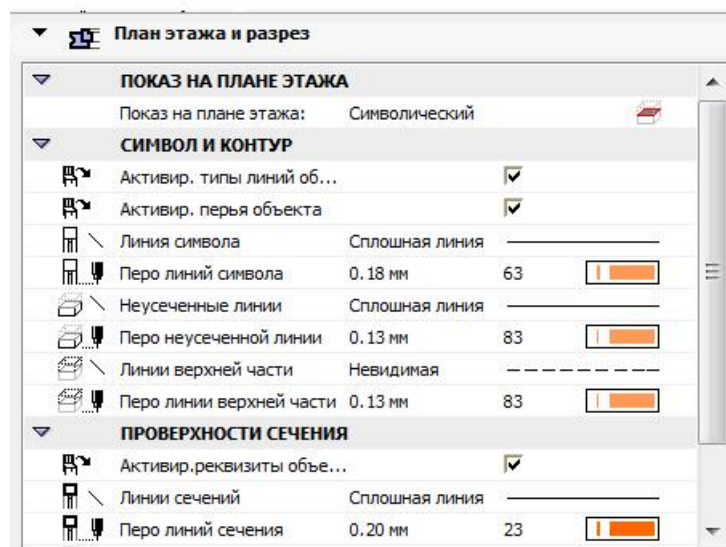 План этажа и разрез
ПОКАЗ НА ПЛАНЕ ЭТАЖА
Показ на плане этажа: Символический
СИМВОЛ И КОНТУР
Активир. типы линий об...
Активир. перья объекта
Линия символа Сплошная линия
Перо линий символа 0.18 мм 63
Неусеченные линии Сплошная линия
Перо неусеченной линии 0.13 мм 83
Линии верхней части Невидимая
Перо линии верхней части 0.13 мм 83
ПРОВЕРХНОСТИ СЕЧЕНИЯ
Активир.реквизиты объе...
Линии сечений Сплошная линия
Перо линий сечения 0.20 мм 23